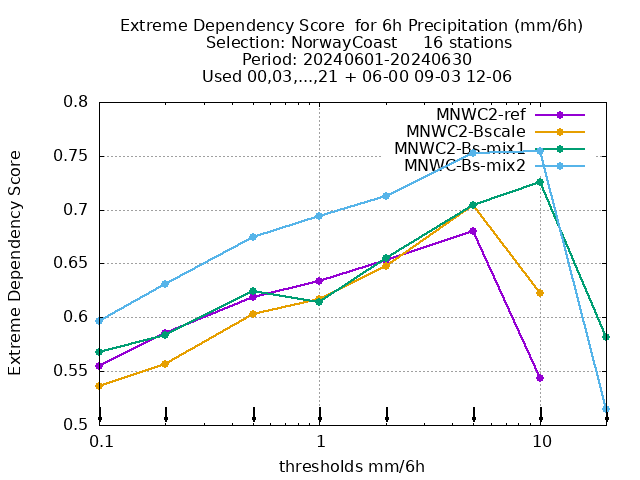 Extreme Dependency Score  for 6h Precipitation (mm/6h)
Selection: NorwayCoast     16 stations
Period: 20240601-20240630
Used 00,03,...,21 + 06-00 09-03 12-06
MNWC2-ref
MNWC2-Bscale
MNWC2-Bs-mix1
MNWC-Bs-mix2
Extreme Dependency Score
0.8
0.75
0.7
0.65
0.6
0.55
0.5
0.1 1 10
thresholds mm/6h